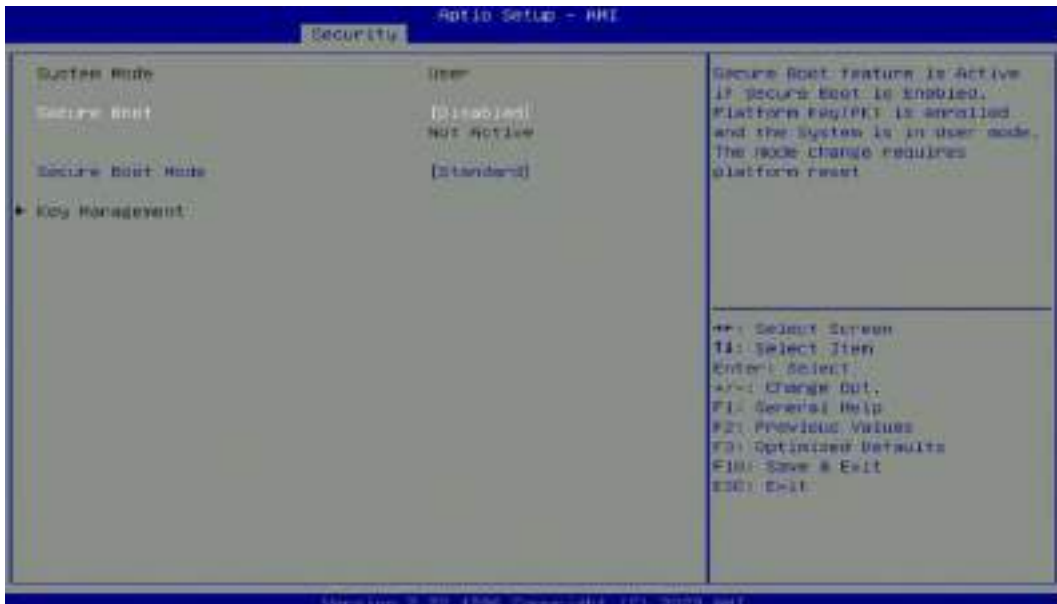 Aptio Setup - AMI
Security
System Mode User
Secure Boot [Disabled]
Not Active
Secure Boot Mode [Standard]
Key Management
Secure Boot feature is Active
if Secure Boot is Enabled,
Platform Key(PK) is enrolled
and the System is in User mode.
The mode change requires
platform reset
→←: Select Screen
↑↓: Select Item
Enter: Select
+/-: Change Opt.
F1: General Help
F2: Previous Values
F3: Optimized Defaults
F10: Save & Exit
ESC: Exit
Version Copyright (C) AMI